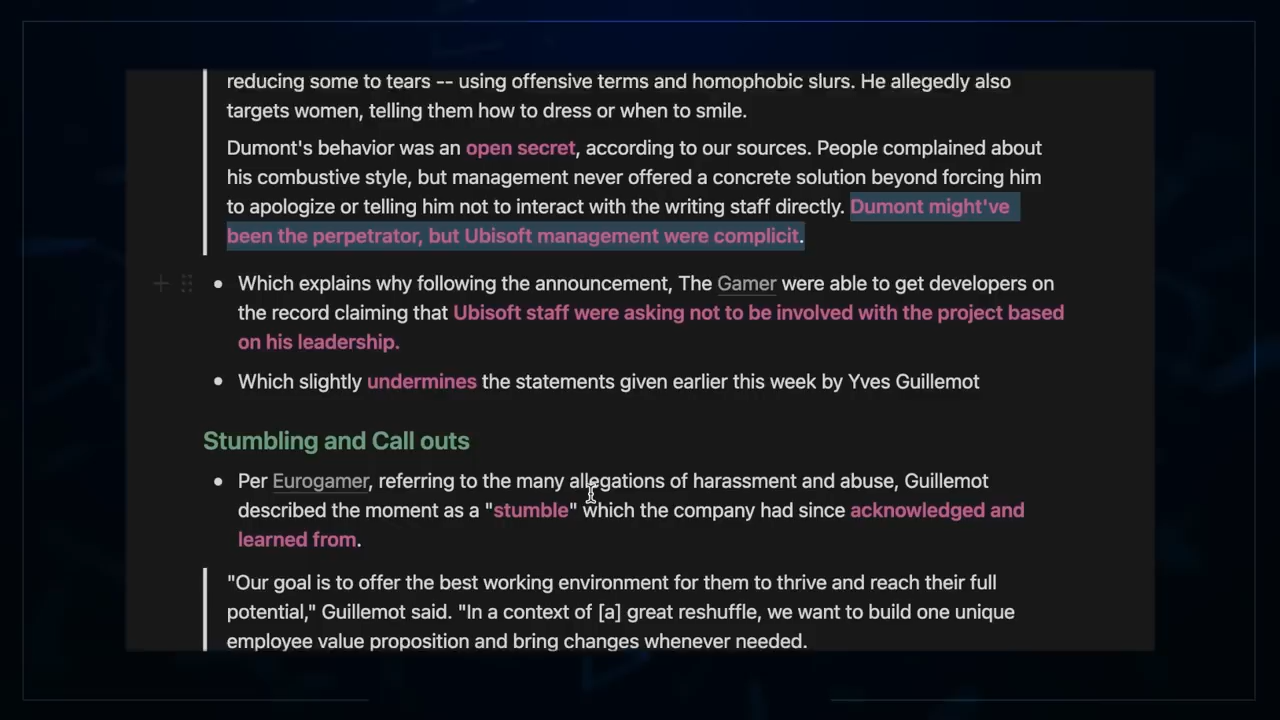 reducing some to tears -- using offensive terms and homophobic slurs. He allegedly also
targets women, telling them how to dress or when to smile.
Dumont's behavior was an open secret, according to our sources. People complained about
his combustive style, but management never offered a concrete solution beyond forcing him
to apologize or telling him not to interact with the writing staff directly. Dumont might've
been the perpetrator, but Ubisoft management were complicit.
Which explains why following the announcement, The Gamer were able to get developers on
the record claiming that Ubisoft staff were asking not to be involved with the project based
on his leadership.
Which slightly undermines the statements given earlier this week by Yves Guillemot
Stumbling and Call outs
Per Eurogamer, referring to the many allegations of harassment and abuse, Guillemot
described the moment as a "stumble" which the company had since acknowledged and
learned from.
"Our goal is to offer the best working environment for them to thrive and reach their full
potential," Guillemot said. "In a context of [a] great reshuffle, we want to build one unique
employee value proposition and bring changes whenever needed.